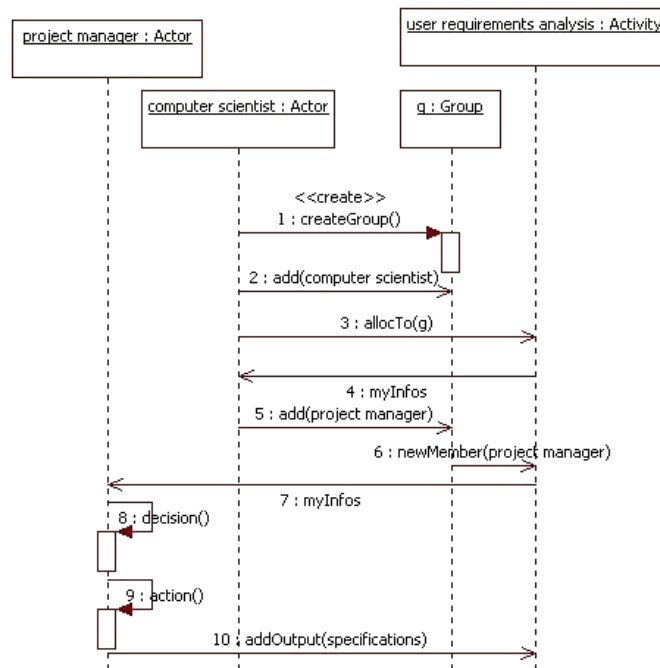 user requirements analysis : Activity
project manager : Actor
computer scientist : Actor
g : Group
<<create>>
1 : createGroup()
2 : add(computer scientist)
3 : allocTo(g)
4 : myInfos
5 : add(project manager)
6 : newMember(project manager)
7 : myInfos
8 : decision()
9 : action()
10 : addOutput(specifications)